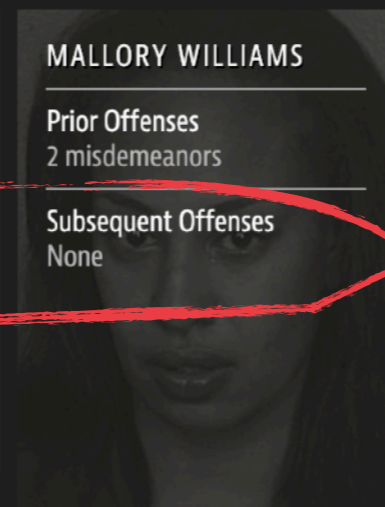 MALLORY WILLIAMS
Prior Offenses
2 misdemeanors
Subsequent Offenses
None